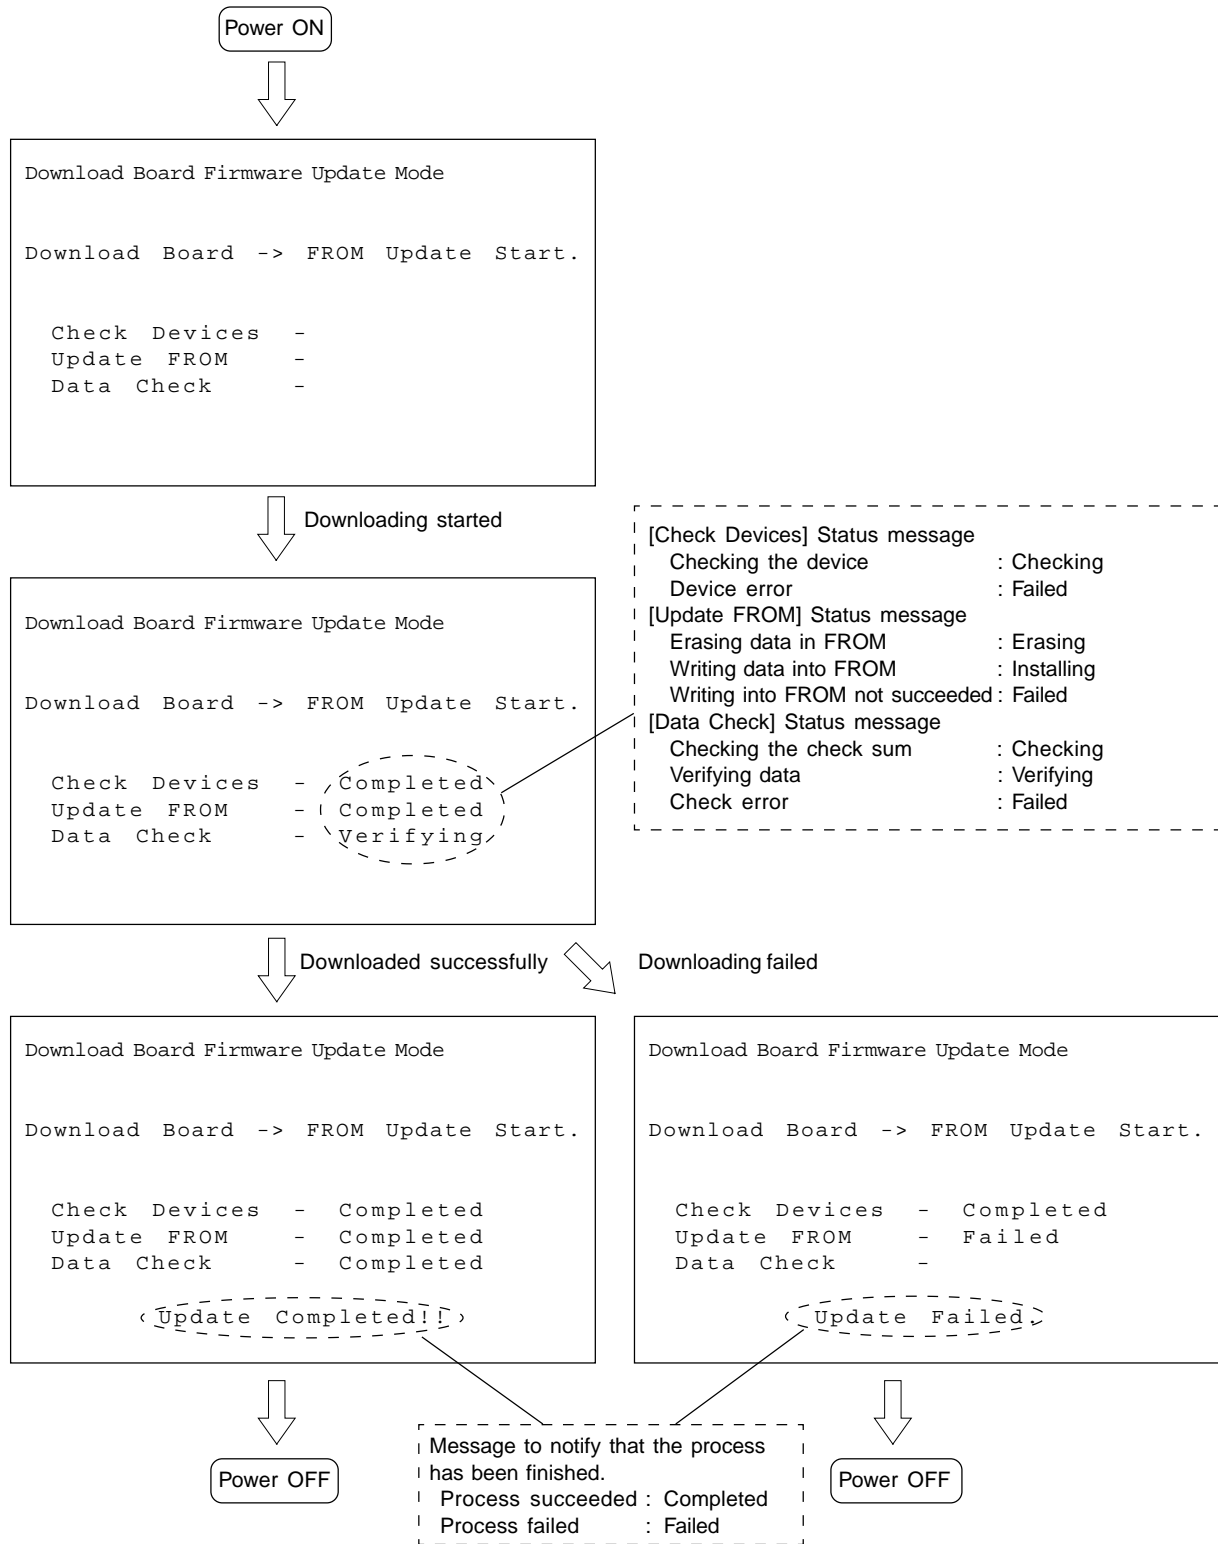 Power ON
Download Board Firmware Update Mode
Download Board -> FROM Update Start.
Check Devices -
Update FROM -
Data Check -
Downloading started
Download Board Firmware Update Mode
Download Board -> FROM Update Start.
Check Devices - Completed
Update FROM - Completed
Data Check - Verifying
[Check Devices] Status message
Checking the device : Checking
Device error : Failed
[Update FROM] Status message
Erasing data in FROM : Erasing
Writing data into FROM : Installing
Writing into FROM not succeeded : Failed
[Data Check] Status message
Checking the check sum : Checking
Verifying data : Verifying
Check error : Failed
Downloaded successfully
Downloading failed
Download Board Firmware Update Mode
Download Board -> FROM Update Start.
Check Devices - Completed
Update FROM - Completed
Data Check - Completed
Update Completed!!
Download Board Firmware Update Mode
Download Board -> FROM Update Start.
Check Devices - Completed
Update FROM - Failed
Data Check -
Update Failed.
Power OFF
Message to notify that the process
has been finished.
Process succeeded : Completed
Process failed : Failed
Power OFF